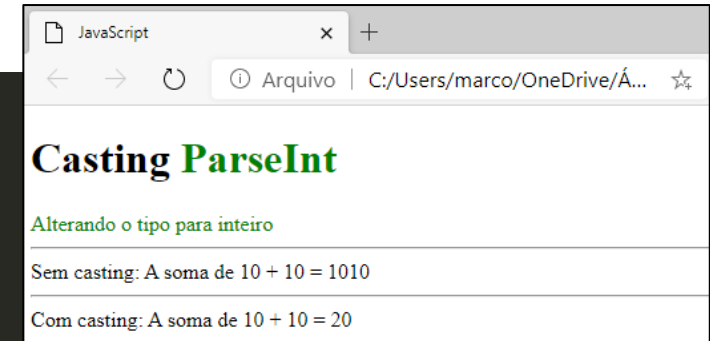 JavaScript
Arquivo | C:/Users/marco/OneDrive/Á...
Casting ParseInt
Alterando o tipo para inteiro
Sem casting: A soma de 10 + 10 = 1010
Com casting: A soma de 10 + 10 = 20